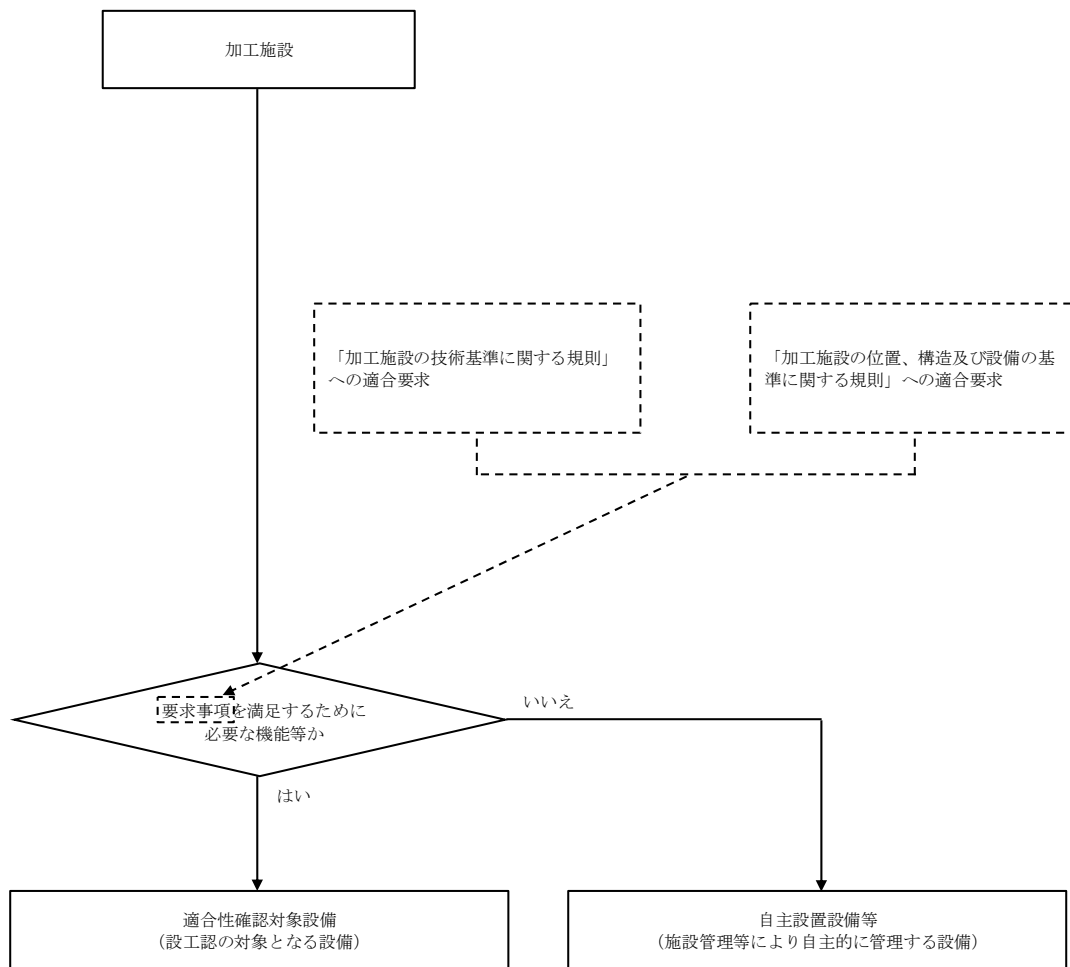 加工施設
「加工施設の技術基準に関する規則」
への適合要求
「加工施設の位置、構造及び設備の基
準に関する規則」への適合要求
いいえ
要求事項を満足するために
必要な機能等か
はい
適合性確認対象設備
(設工認の対象となる設備)
自主設置設備等
(施設管理等により自主的に管理する設備)